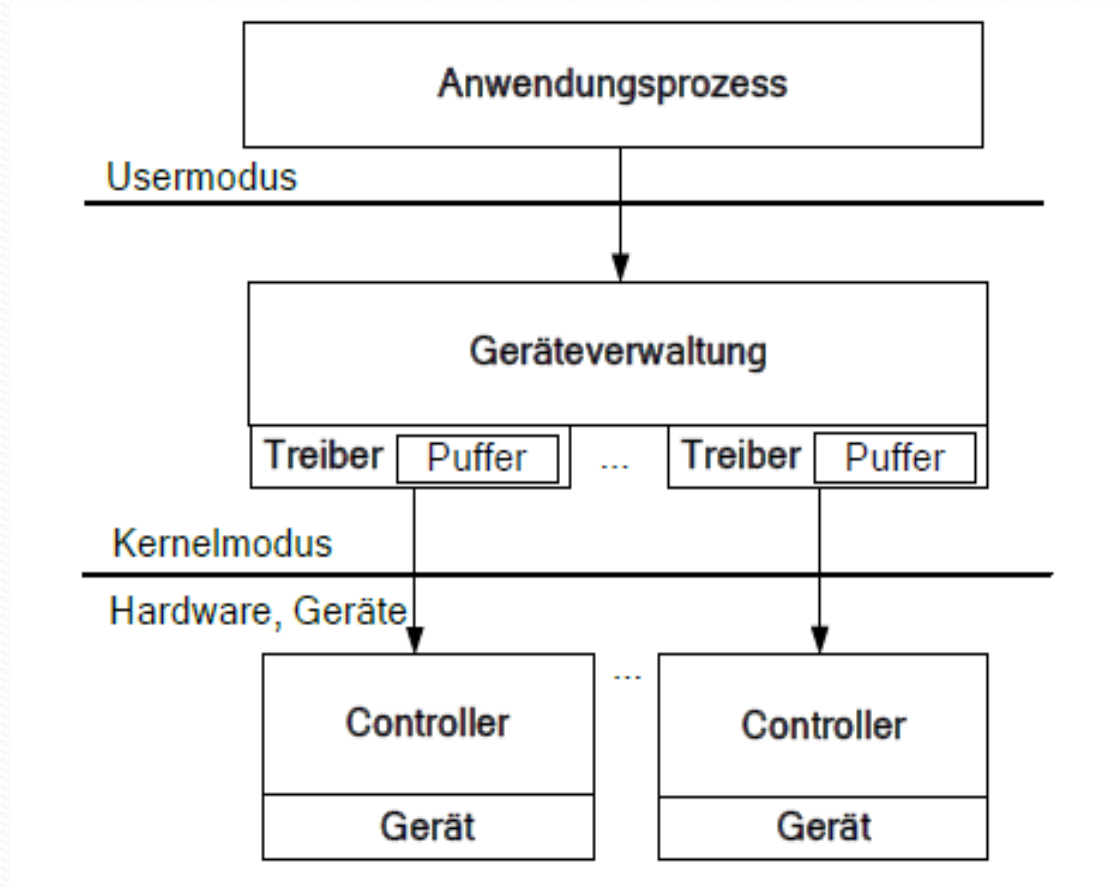 Anwendungsprozess
Usermodus
Geräteverwaltung
Treiber Puffer ... Treiber Puffer
Kernelmodus
Hardware, Geräte
...
Controller Controller
Gerät Gerät